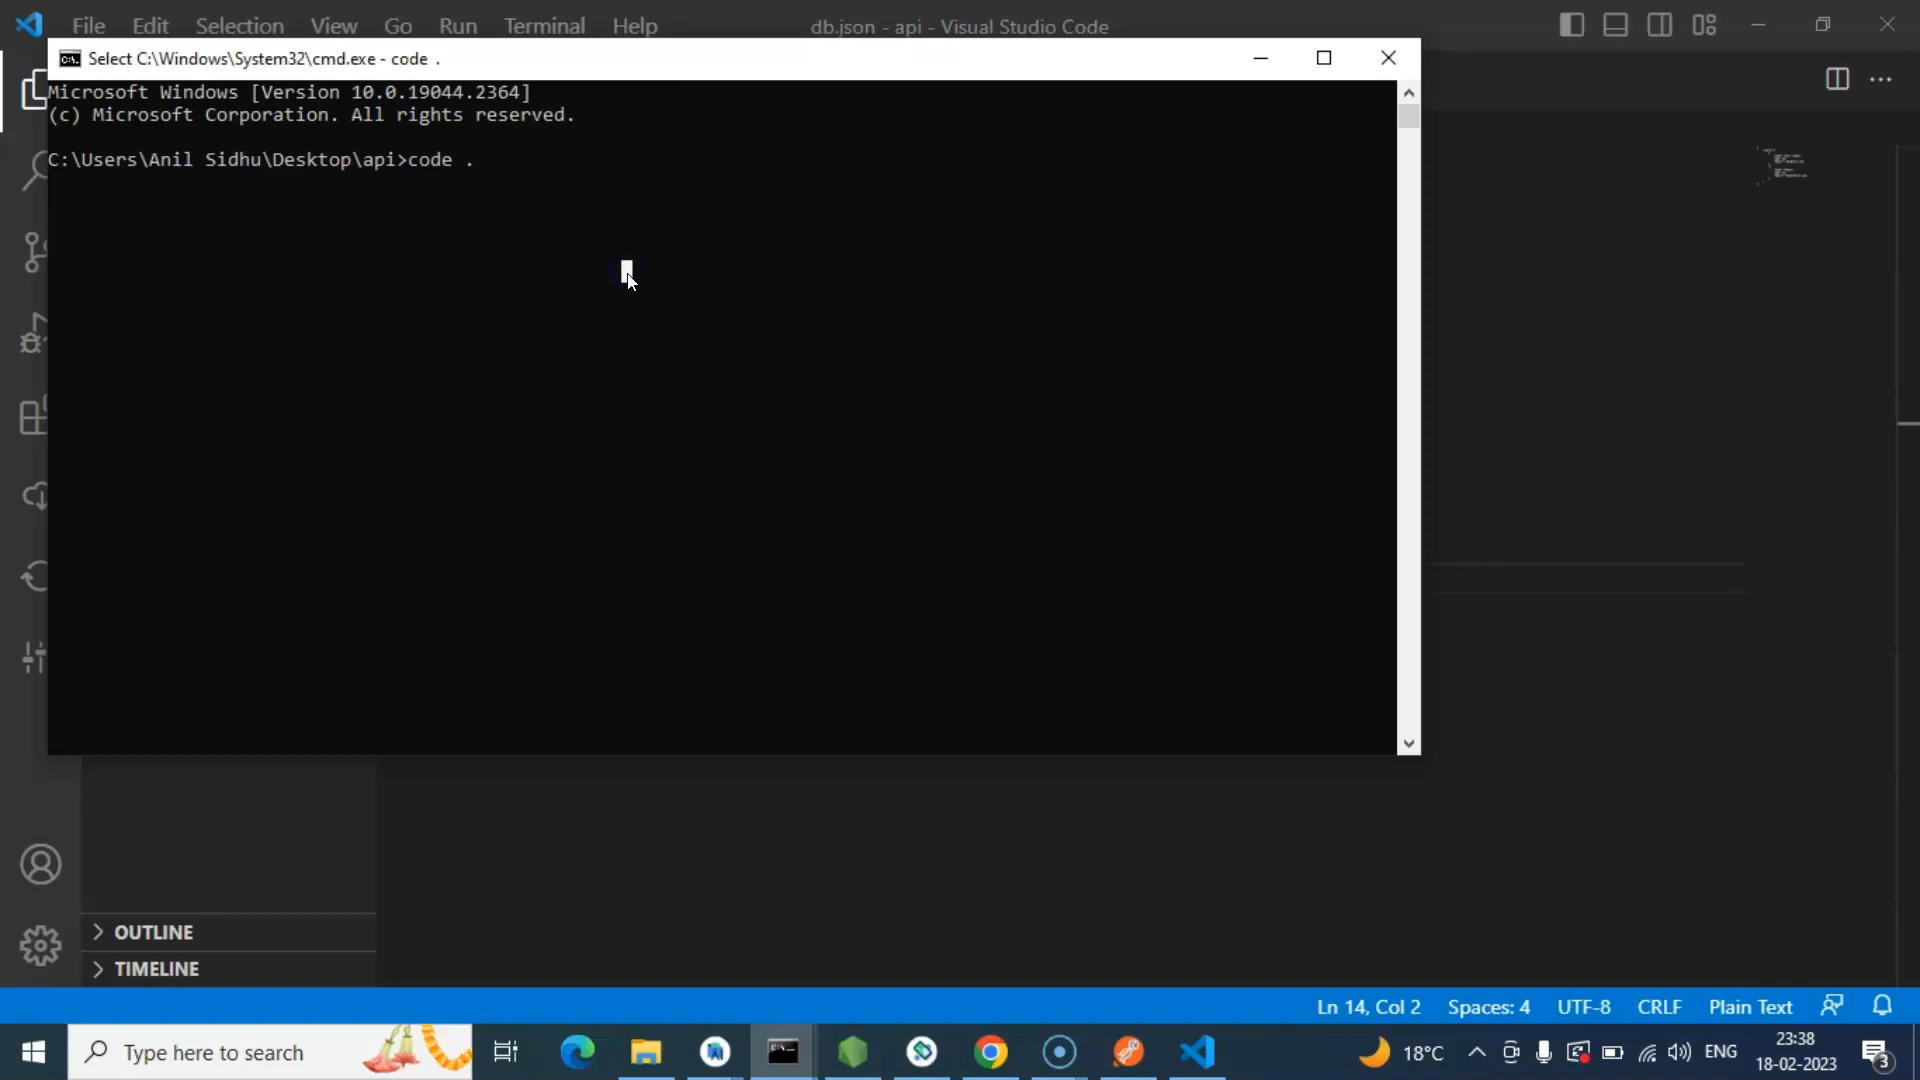 File Edit Selection View Go Run Terminal Help db.json - api - Visual Studio Code
Select C:\Windows\System32\cmd.exe - code .
Microsoft Windows [Version 10.0.19044.2364]
(c) Microsoft Corporation. All rights reserved.
C:\Users\Anil Sidhu\Desktop\api>code .
OUTLINE
TIMELINE
Ln 14, Col 2 Spaces: 4 UTF-8 CRLF Plain Text
Type here to search 18°C ENG 23:38
18-02-2023 3